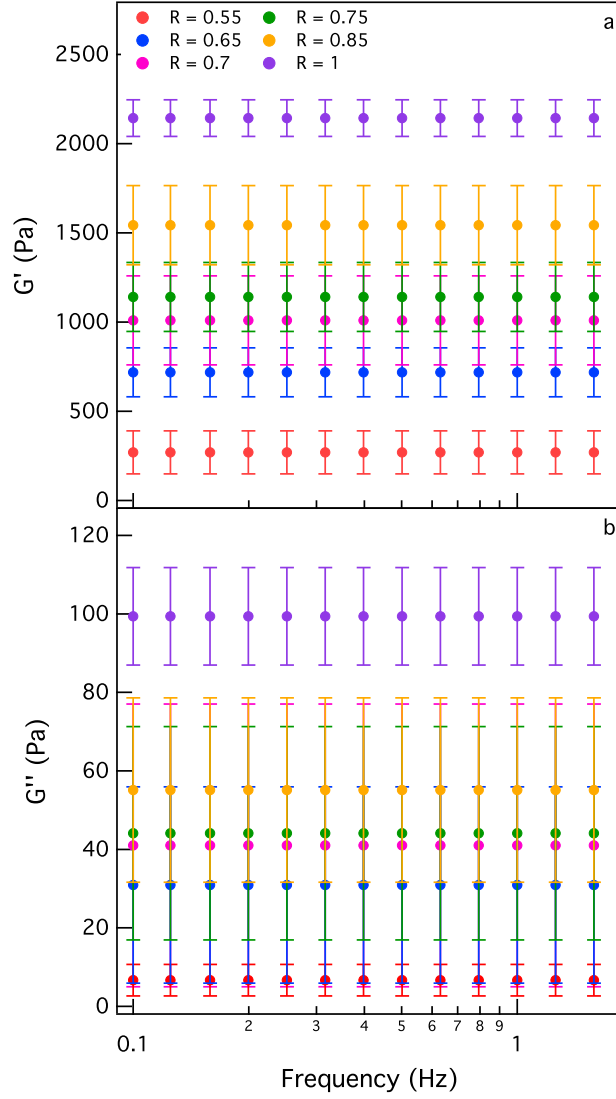 R = 0.55 R = 0.75
R = 0.65 R = 0.85
R = 0.7 R = 1
a
2500
2000
1500
1000
500
0
G' (Pa)
b
120
100
80
60
40
20
0
G'' (Pa)
2 3 4 5 6 7 8 9
0.1 1
Frequency (Hz)